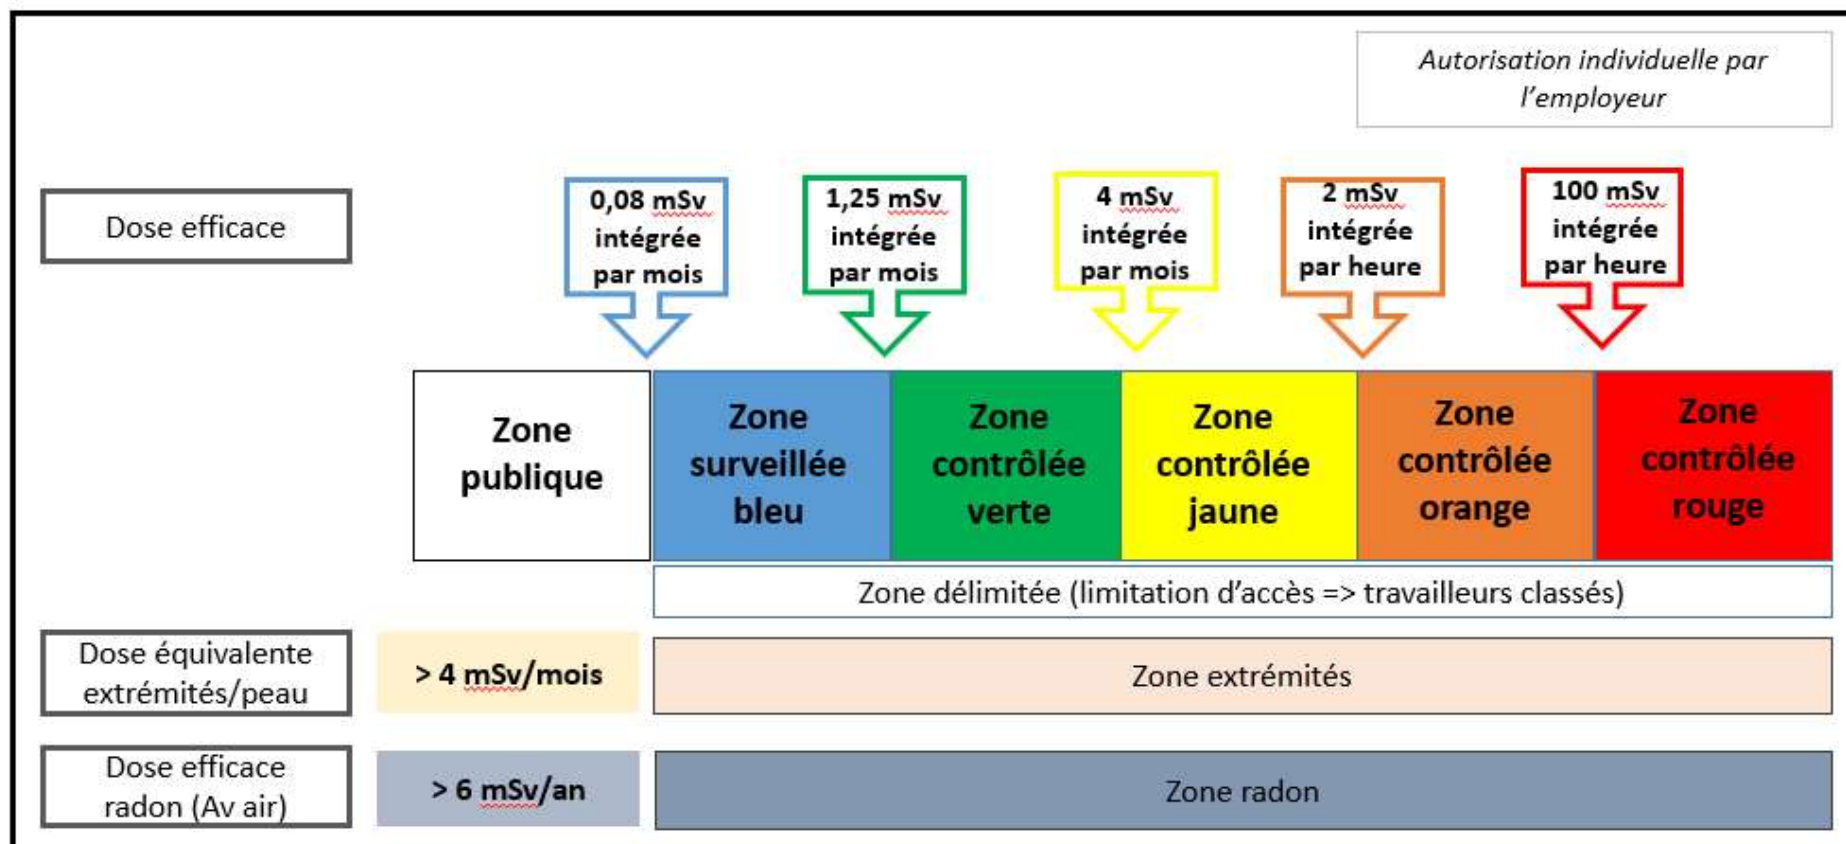 Autorisation individuelle par
l'employeur
Dose efficace
0,08 mSv
intégrée
par mois
1,25 mSv
intégrée
par mois
4 mSv
intégrée
par mois
2 mSv
intégrée
par heure
100 mSv
intégrée
par heure
Zone
publique
Zone
surveillée
bleu
Zone
contrôlée
verte
Zone
contrôlée
jaune
Zone
contrôlée
orange
Zone
contrôlée
rouge
Zone délimitée (limitation d'accès => travailleurs classés)
Dose équivalente
extrémités/peau
> 4 mSv/mois
Zone extrémités
Dose efficace
radon (Av air)
> 6 mSv/an
Zone radon